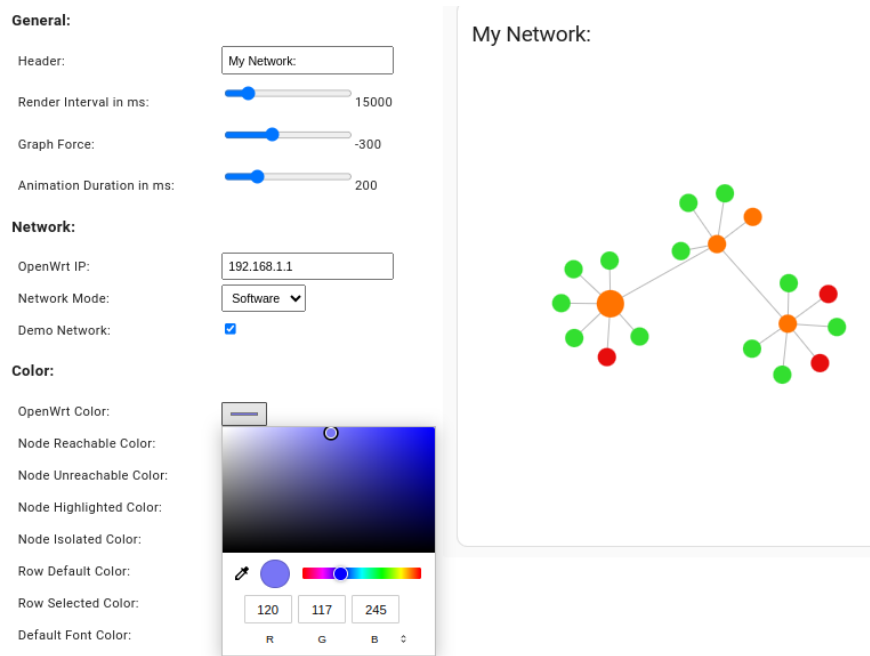 General:
My Network:
Header: My Network:
Render Interval in ms: 15000
Graph Force: -300
Animation Duration in ms: 200
Network:
OpenWrt IP: 192.168.1.1
Network Mode: Software
Demo Network:
Color:
OpenWrt Color:
Node Reachable Color:
Node Unreachable Color:
Node Highlighted Color:
Node Isolated Color:
Row Default Color:
Row Selected Color:
120 117 245
Default Font Color:
R G B